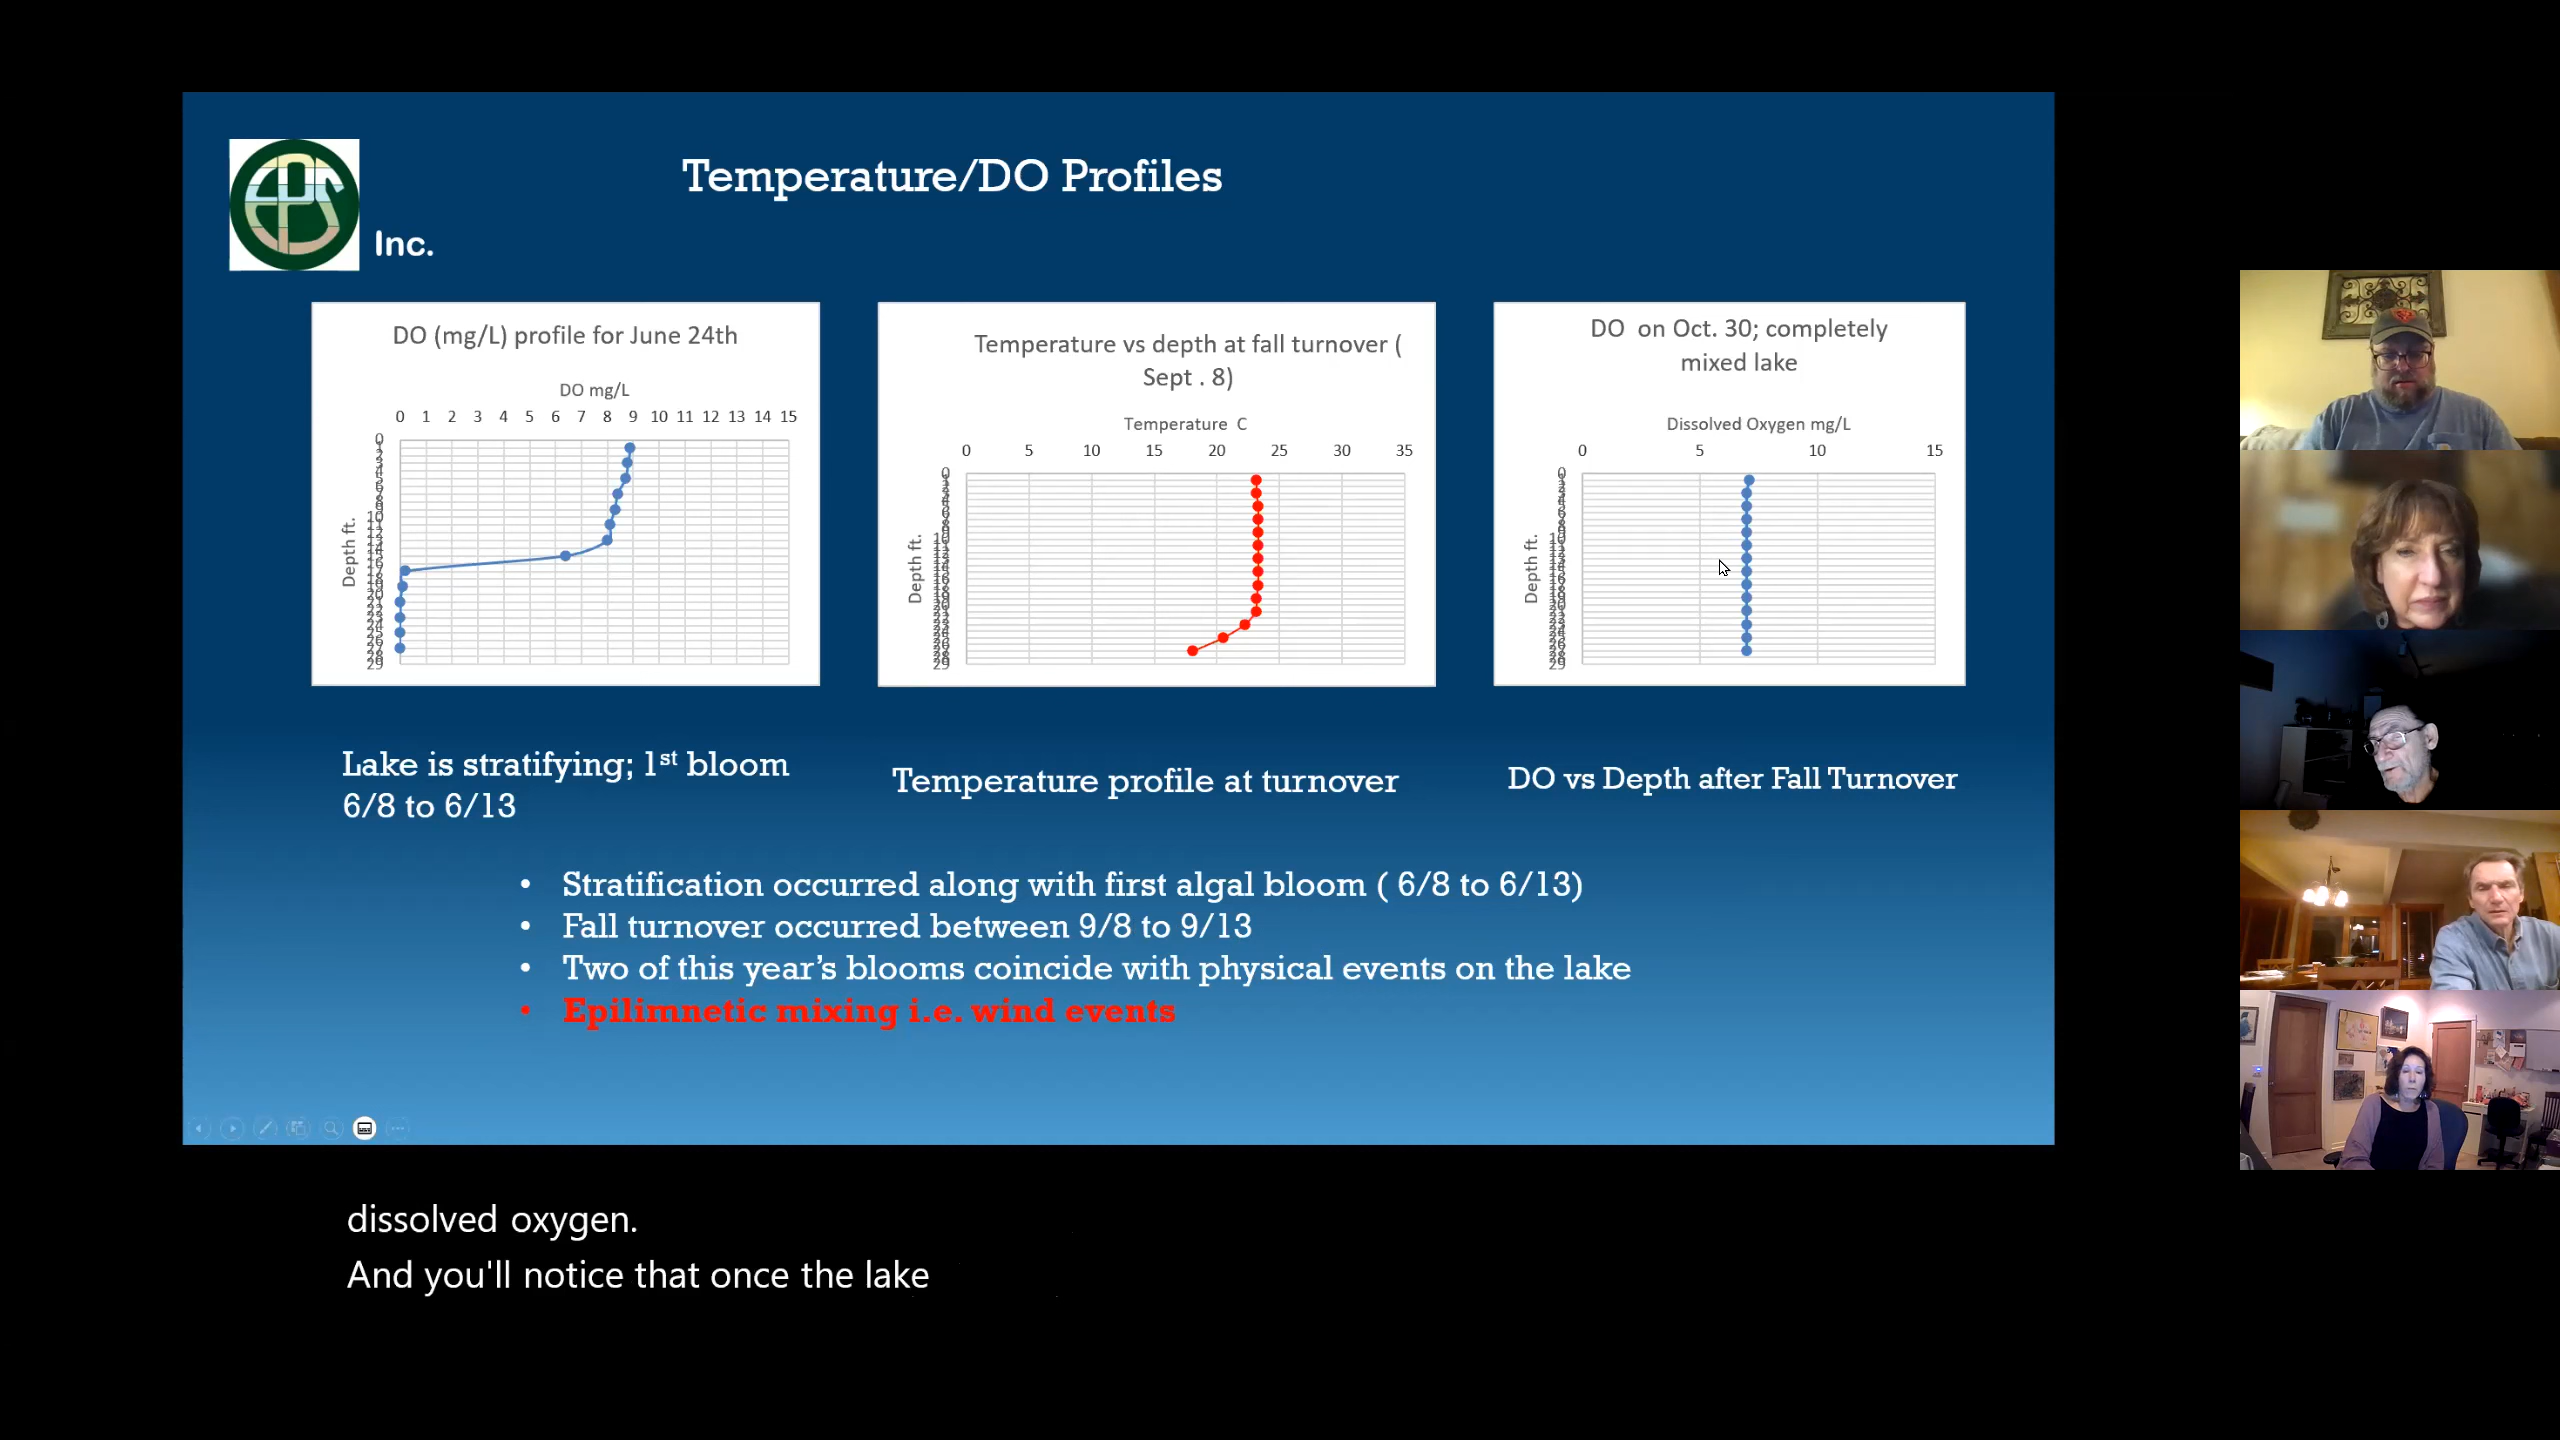 Temperature/DO Profiles
EPS
Inc.
DO (mg/L) profile for June 24th
DO mg/L
0 1 2 3 4 5 6 7 8 9 10 11 12 13 14 15
Depth ft.
Temperature vs depth at fall turnover (
Sept . 8)
Temperature C
0 5 10 15 20 25 30 35
Depth ft.
DO on Oct. 30; completely
mixed lake
Dissolved Oxygen mg/L
0 5 10 15
Depth ft.
Lake is stratifying; 1st bloom
6/8 to 6/13
Temperature profile at turnover
DO vs Depth after Fall Turnover
• Stratification occurred along with first algal bloom ( 6/8 to 6/13)
• Fall turnover occurred between 9/8 to 9/13
• Two of this year’s blooms coincide with physical events on the lake
• Epilimnetic mixing i.e. wind events
dissolved oxygen.
And you'll notice that once the lake